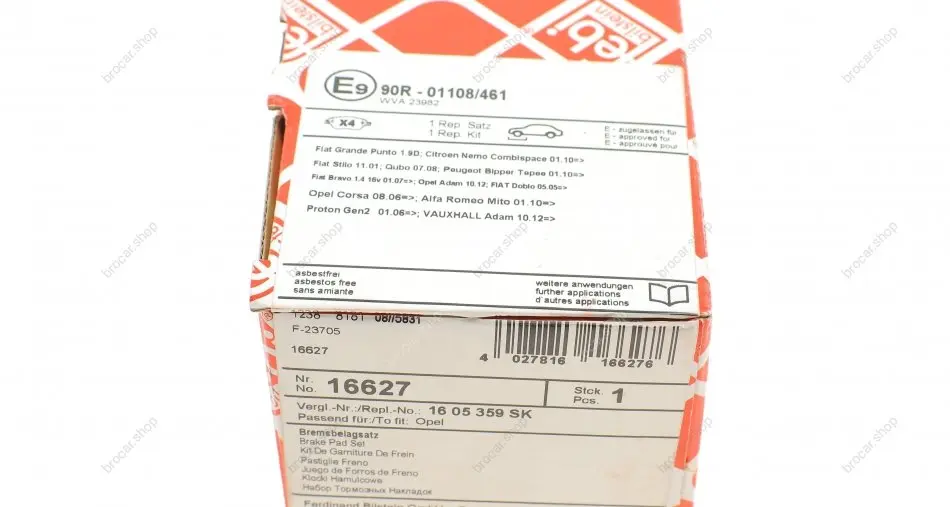 febi
bilstein
E9 90R - 01108/461
WVA 23982
X4
1 Rep. Satz
1 Rep. Kit
E - zugelassen für
E - approved for
E - approuvé pour
Fiat Grande Punto 1.9D; Citroen Nemo Combispace 01.10=>
Fiat Stilo 11.01; Qubo 07.08; Peugeot Bipper Tepee 01.10=>
Fiat Bravo 1.4 16v 01.07=>; Opel Adam 10.12; FIAT Doblo 05.05=>
Opel Corsa 08.06=>; Alfa Romeo Mito 01.10=>
Proton Gen2 01.06=>; VAUXHALL Adam 10.12=>
asbestfrei
asbestos free
sans amiante
weitere anwendungen
further applications
d'autres applications
1238 8181 08//5831
F-23705
16627
4 027816 166276
Nr.
No. 16627
Stck.
Pcs. 1
Vergl.-Nr.:/Repl.-No.: 16 05 359 SK
Passend für:/To fit: Opel
Bremsbelagsatz
Brake Pad Set
Kit De Garniture De Frein
Pastiglie Freno
Juego de Forros de Freno
Klocki Hamulcowe
Набор Тормозных Накладок
Ferdinand Bilstein
brocar.shop